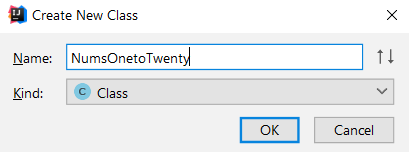 Create New Class
Name: NumsOnetoTwenty
Kind: C Class
OK Cancel